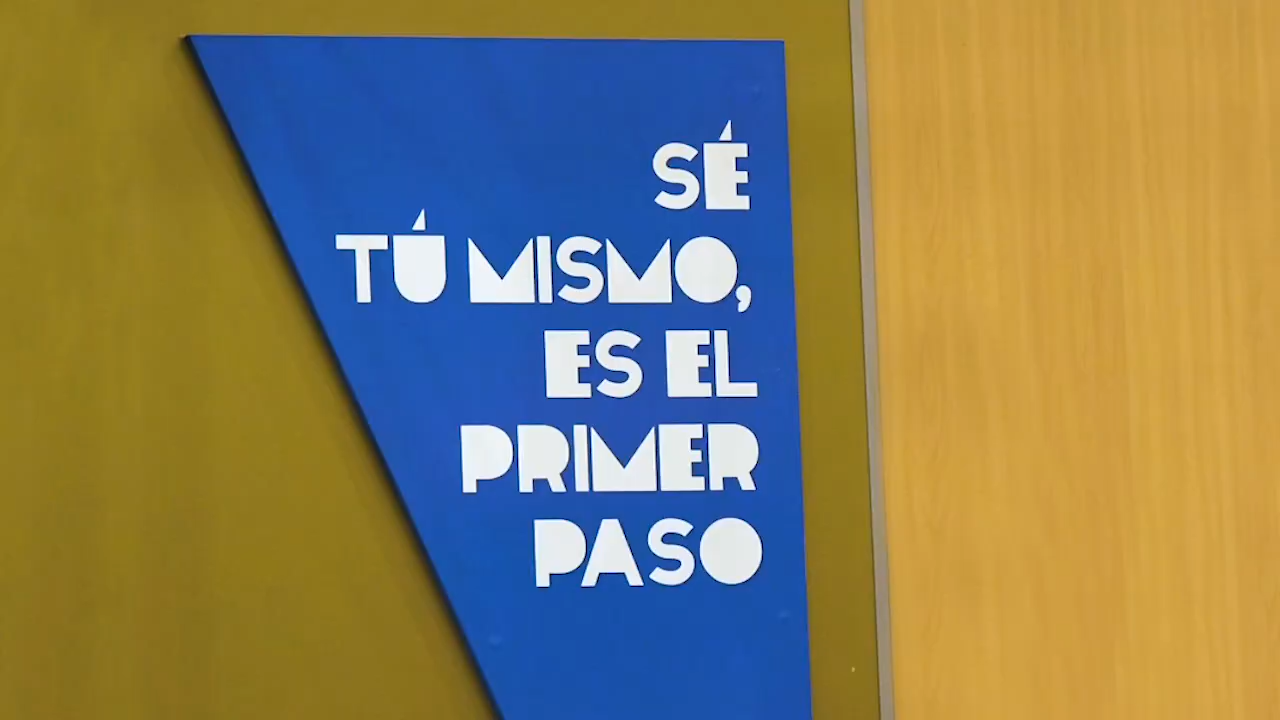 SÉ
TÚ MISMO,
ES EL
PRIMER
PASO